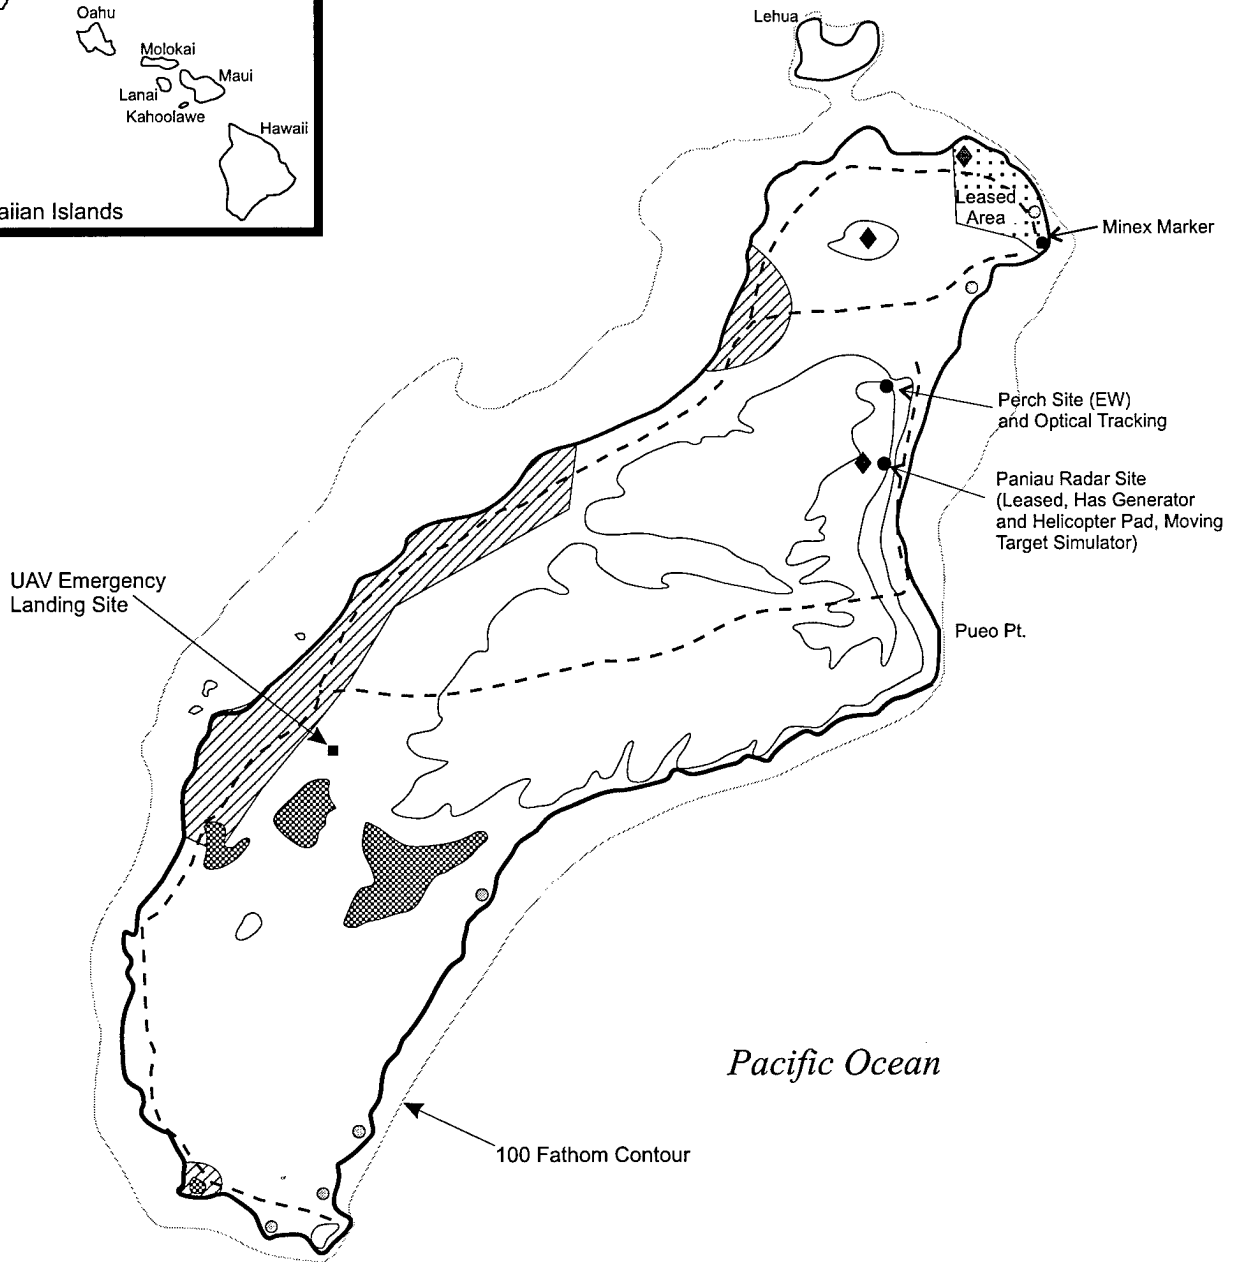 Oahu
Molokai
Maui
Lanai
Kahoolawe
Hawaii
aiian Islands
Lehua
Leased
Area
Minex Marker
Perch Site (EW)
and Optical Tracking
Paniau Radar Site
(Leased, Has Generator
and Helicopter Pad, Moving
Target Simulator)
UAV Emergency
Landing Site
Pueo Pt.
Pacific Ocean
100 Fathom Contour